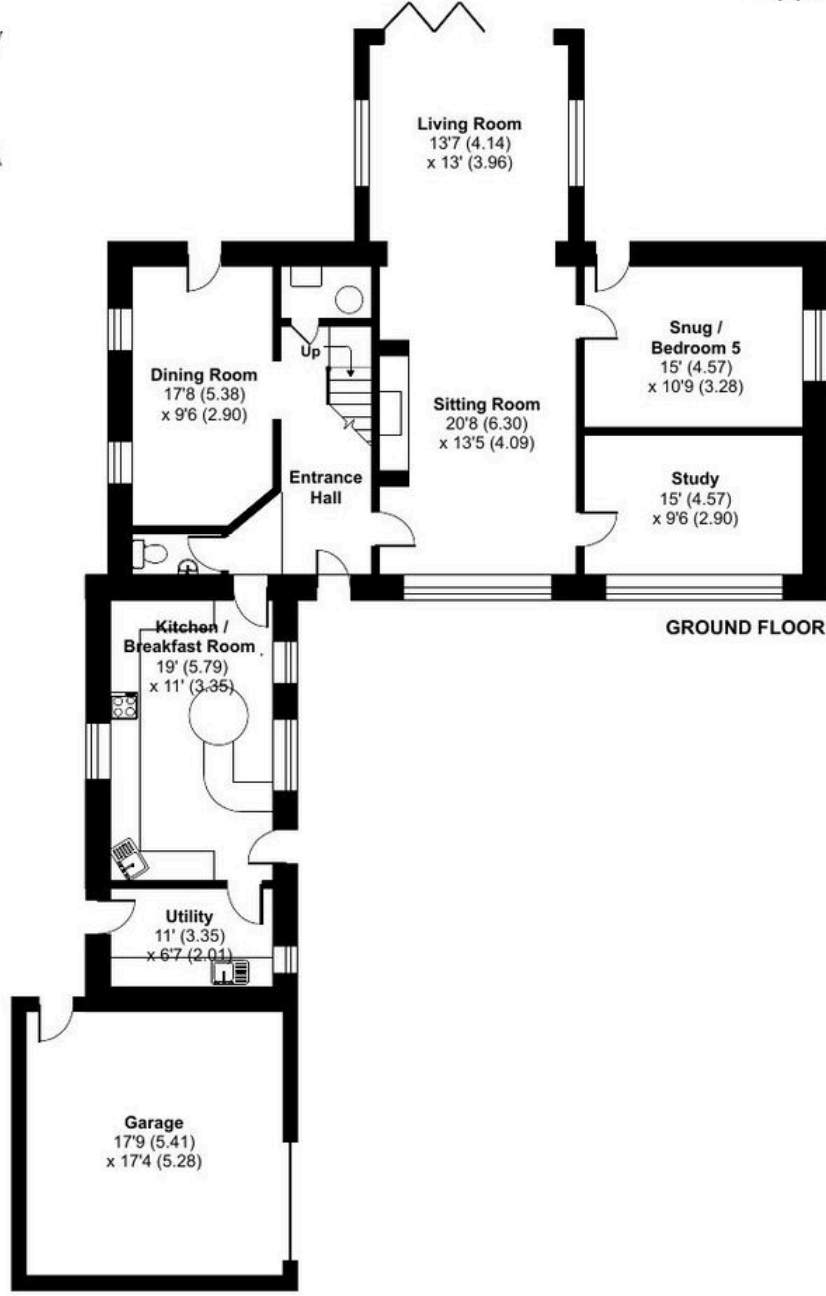 Living Room
13'7 (4.14)
x 13' (3.96)
Snug /
Bedroom 5
15' (4.57)
x 10'9 (3.28)
Up
Dining Room
17'8 (5.38)
x 9'6 (2.90)
Sitting Room
20'8 (6.30)
x 13'5 (4.09)
Entrance
Hall
Study
15' (4.57)
x 9'6 (2.90)
GROUND FLOOR
Kitchen /
Breakfast Room
19' (5.79)
x 11' (3.35)
Utility
11' (3.35)
x 6'7 (2.01)
Garage
17'9 (5.41)
x 17'4 (5.28)